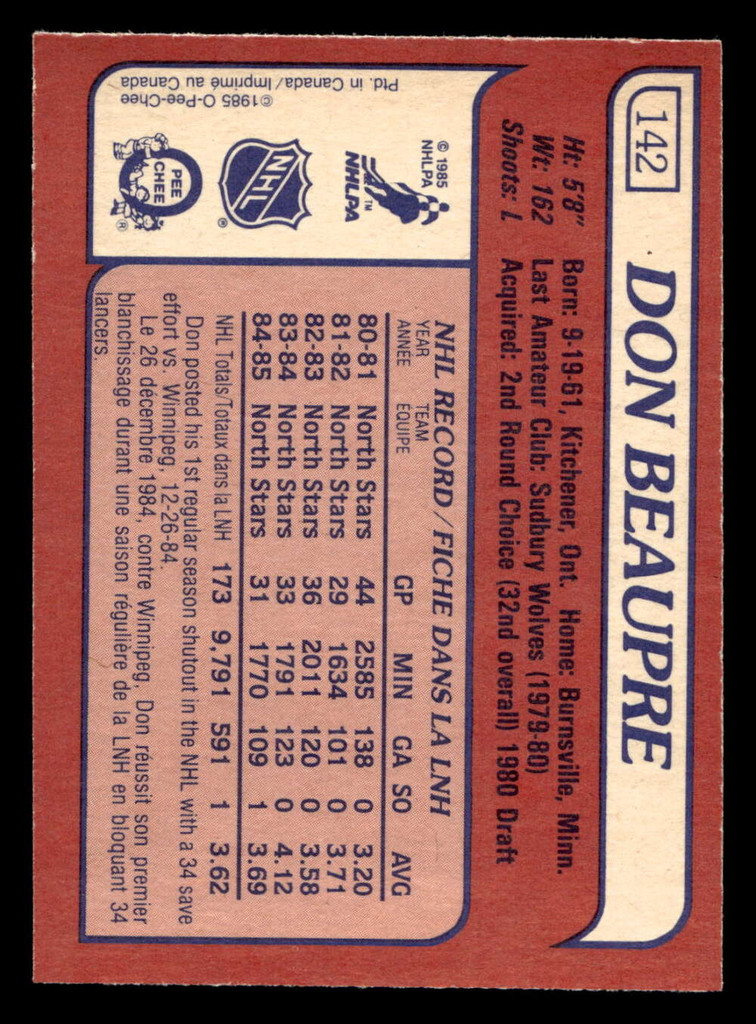 142
DON BEAUPRE
Ht: 5'8" Born: 9-19-61, Kitchener, Ont. Home: Burnsville, Minn.
Wt: 162 Last Amateur Club: Sudbury Wolves (1979-80)
Shoots: L Acquired: 2nd Round Choice (32nd overall) 1980 Draft
© 1985
NHLPA
NHLPA
TM
NHL
®
PEE
CHEE
®
©1985 O-Pee-Chee
Ptd. in Canada/Imprimé au Canada
NHL RECORD/FICHE DANS LA LNH
YEAR TEAM
ANNÉE ÉQUIPE GP MIN GA SO AVG
80-81 North Stars 44 2585 138 0 3.20
81-82 North Stars 29 1634 101 0 3.71
82-83 North Stars 36 2011 120 0 3.58
83-84 North Stars 33 1791 123 0 4.12
84-85 North Stars 31 1770 109 1 3.69
NHL Totals/Totaux dans la LNH 173 9,791 591 1 3.62
Don posted his 1st regular season shutout in the NHL with a 34 save
effort vs. Winnipeg, 12-26-84.
Le 26 décembre 1984, contre Winnipeg, Don réussit son premier
blanchissage durant une saison régulière de la LNH en bloquant 34
lancers.